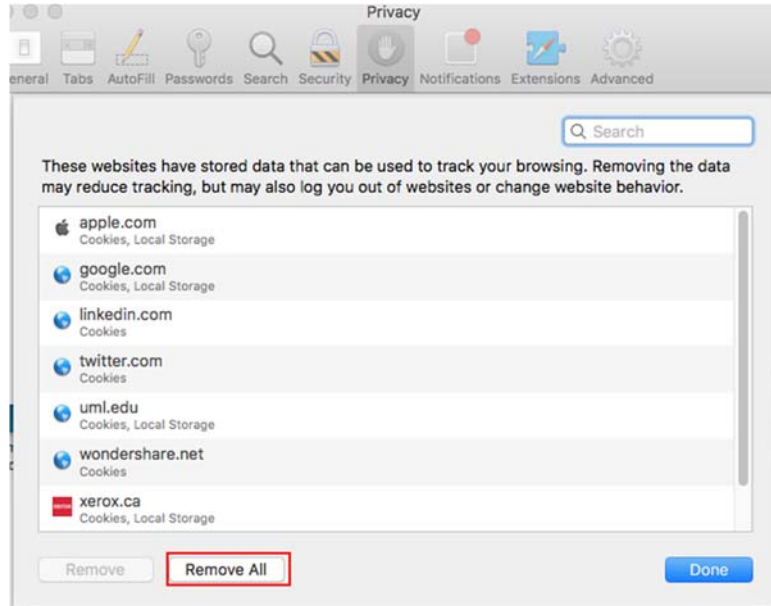 Privacy
eneral Tabs AutoFill Passwords Search Security Privacy Notifications Extensions Advanced
Search
These websites have stored data that can be used to track your browsing. Removing the data
may reduce tracking, but may also log you out of websites or change website behavior.
apple.com
Cookies, Local Storage
google.com
Cookies, Local Storage
linkedin.com
Cookies
twitter.com
Cookies
uml.edu
Cookies, Local Storage
wondershare.net
Cookies
xerox.ca
Cookies, Local Storage
Remove Remove All Done